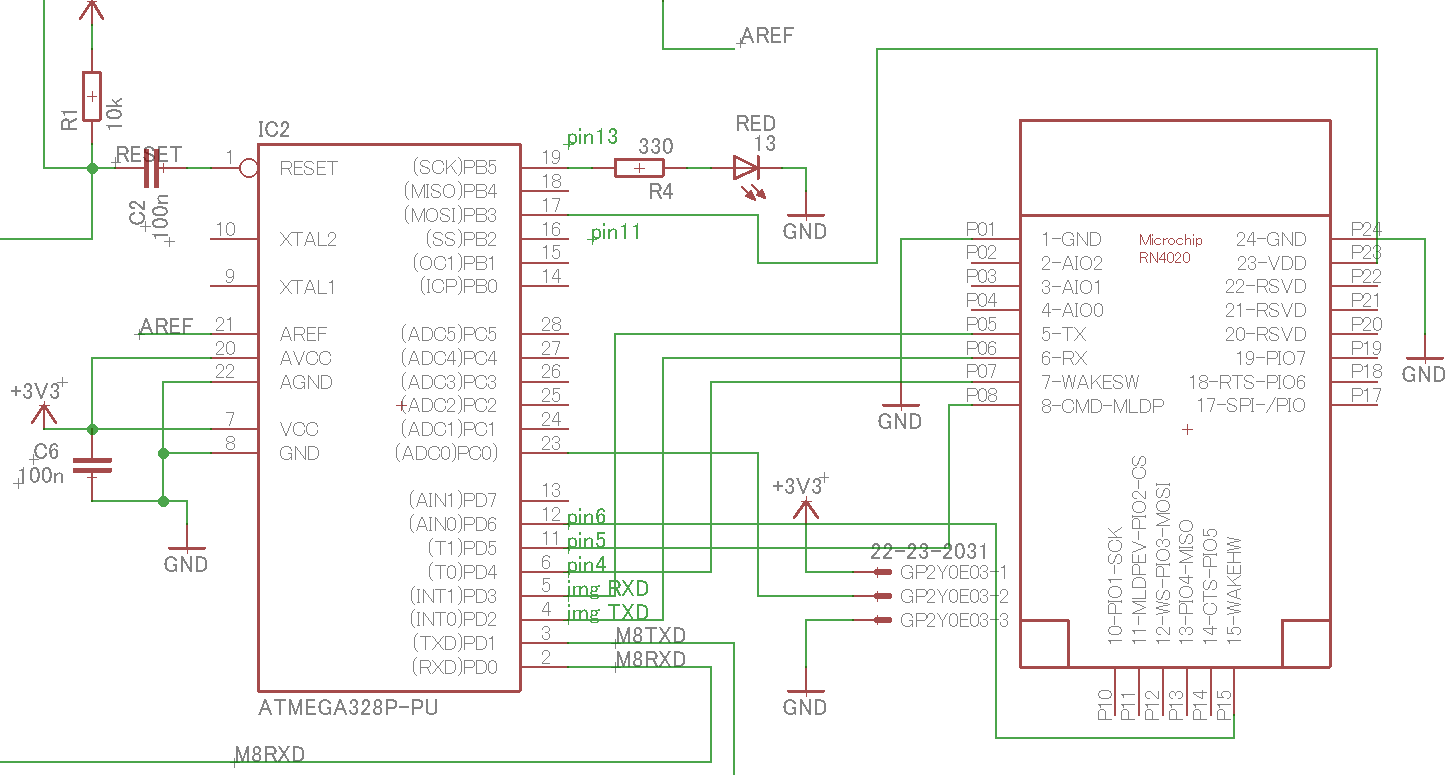 AREF
R1
10k
RESET
C2
100n
IC2
1
RESET
10
XTAL2
9
XTAL1
AREF
21
AREF
20
AVCC
22
AGND
+3V3
7
VCC
8
GND
C6
100n
GND
(SCK)PB5
19
(MISO)PB4
18
(MOSI)PB3
17
(SS)PB2
16
(OC1)PB1
15
(ICP)PB0
14
(ADC5)PC5
28
(ADC4)PC4
27
(ADC3)PC3
26
(ADC2)PC2
25
(ADC1)PC1
24
(ADC0)PC0
23
(AIN1)PD7
13
(AIN0)PD6
12
pin6
(T1)PD5
11
pin5
(T0)PD4
6
pin4
(INT1)PD3
5
img RXD
(INT0)PD2
4
img TXD
(TXD)PD1
3
M8TXD
(RXD)PD0
2
M8RXD
ATMEGA328P-PU
M8RXD
pin13
330
R4
RED
13
GND
pin11
GND
+3V3
22-23-2031
GP2Y0E03-1
GP2Y0E03-2
GP2Y0E03-3
GND
Microchip
RN4020
P01
1-GND
P02
2-AIO2
P03
3-AIO1
P04
4-AIO0
P05
5-TX
P06
6-RX
P07
7-WAKESW
P08
8-CMD-MLDP
24-GND
P24
23-VDD
P23
22-RSVD
P22
21-RSVD
P21
20-RSVD
P20
19-PIO7
P19
18-RTS-PIO6
P18
17-SPI-/PIO
P17
GND
10-PIO1-SCK
11-MLDPEV-PIO2-CS
12-WS-PIO3-MOSI
13-PIO4-MISO
14-CTS-PIO5
15-WAKEHW
P10
P11
P12
P13
P14
P15